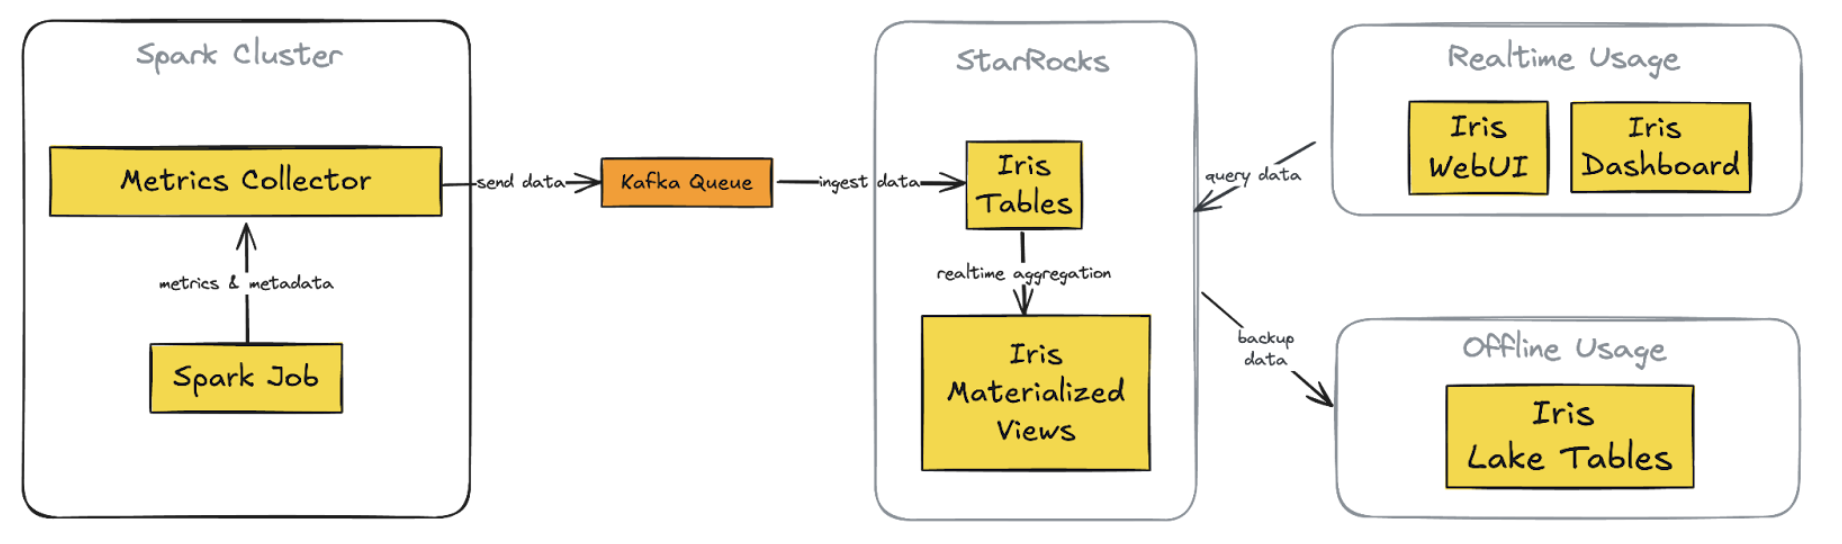 Spark Cluster
Metrics Collector
metrics & metadata
Spark Job
send data
Kafka Queue
ingest data
StarRocks
Iris
Tables
realtime aggregation
Iris
Materialized
Views
query data
backup
data
Realtime Usage
Iris
WebUI
Iris
Dashboard
Offline Usage
Iris
Lake Tables